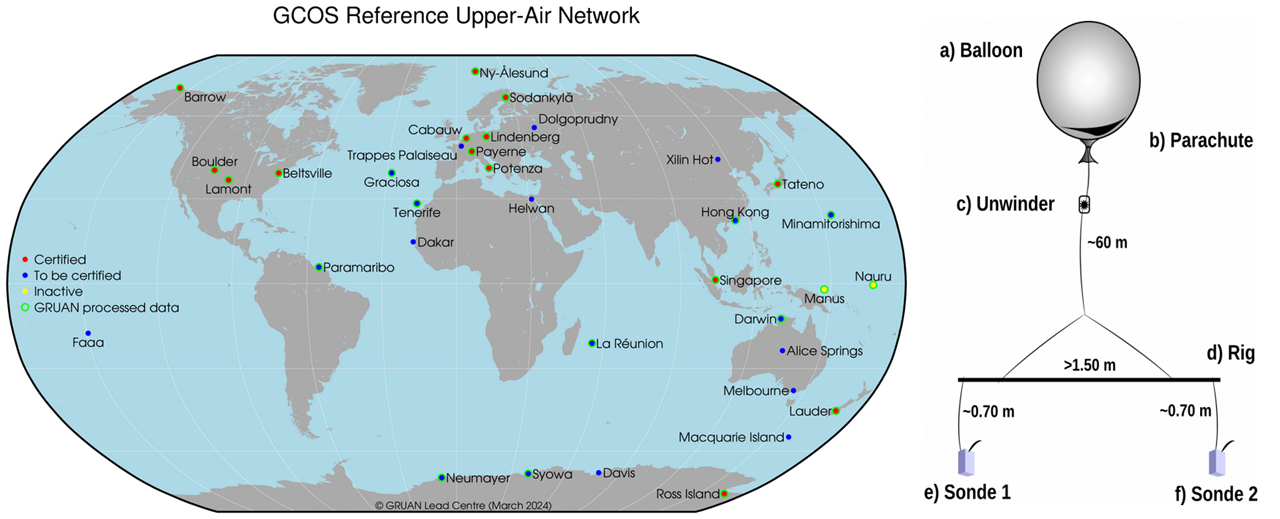 GCOS Reference Upper-Air Network
Ny-Ålesund
Barrow
Sodankylä
Dolgoprudny
Cabauw
Lindenberg
Trappes Palaiseau
Payerne
Boulder
Potenza
Xilin Hot
Beltsville
Lamont
Graciosa
Tateno
Tenerife
Helwan
Hong Kong
Minamitorishima
Dakar
Certified
To be certified
Inactive
GRUAN processed data
Paramaribo
Singapore
Nauru
Manus
Faaa
Darwin
La Réunion
Alice Springs
Melbourne
Lauder
Macquarie Island
Neumayer
Syowa
Davis
Ross Island
© GRUAN Lead Centre (March 2024)
a) Balloon
b) Parachute
c) Unwinder
~60 m
d) Rig
>1.50 m
~0.70 m
~0.70 m
e) Sonde 1
f) Sonde 2